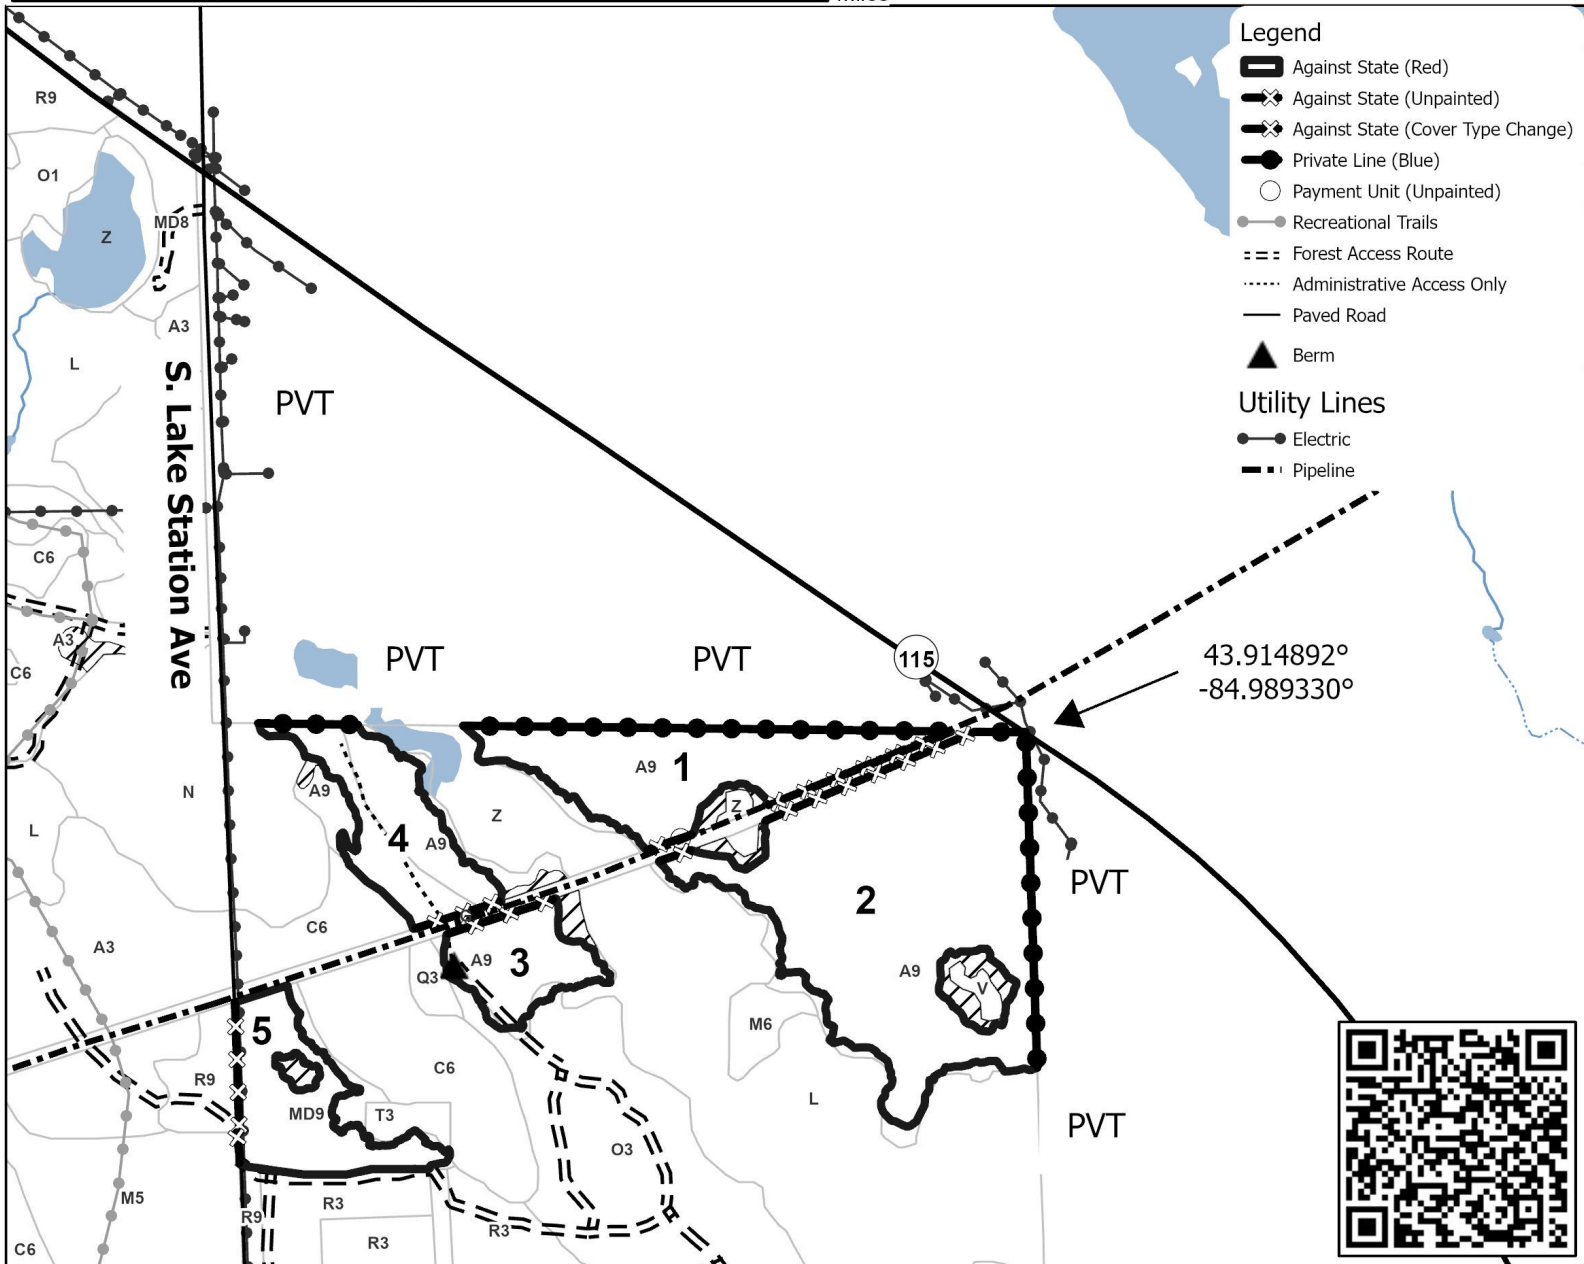 Legend
Against State (Red)
Against State (Unpainted)
Against State (Cover Type Change)
Private Line (Blue)
Payment Unit (Unpainted)
Recreational Trails
Forest Access Route
Administrative Access Only
Paved Road
Berm
Utility Lines
Electric
Pipeline
R9
O1
MD8
Z
A3
L
S. Lake Station Ave
PVT
C6
A3
C6
PVT
PVT
115
43.914892°
-84.989330°
N
A9
A9
1
Z
A9
4
A9
Z
L
2
PVT
C6
A3
A9
3
Q3
A9
V
5
M6
R9
C6
MD9
T3
L
PVT
O3
M5
R3
R9
R3
R3
C6